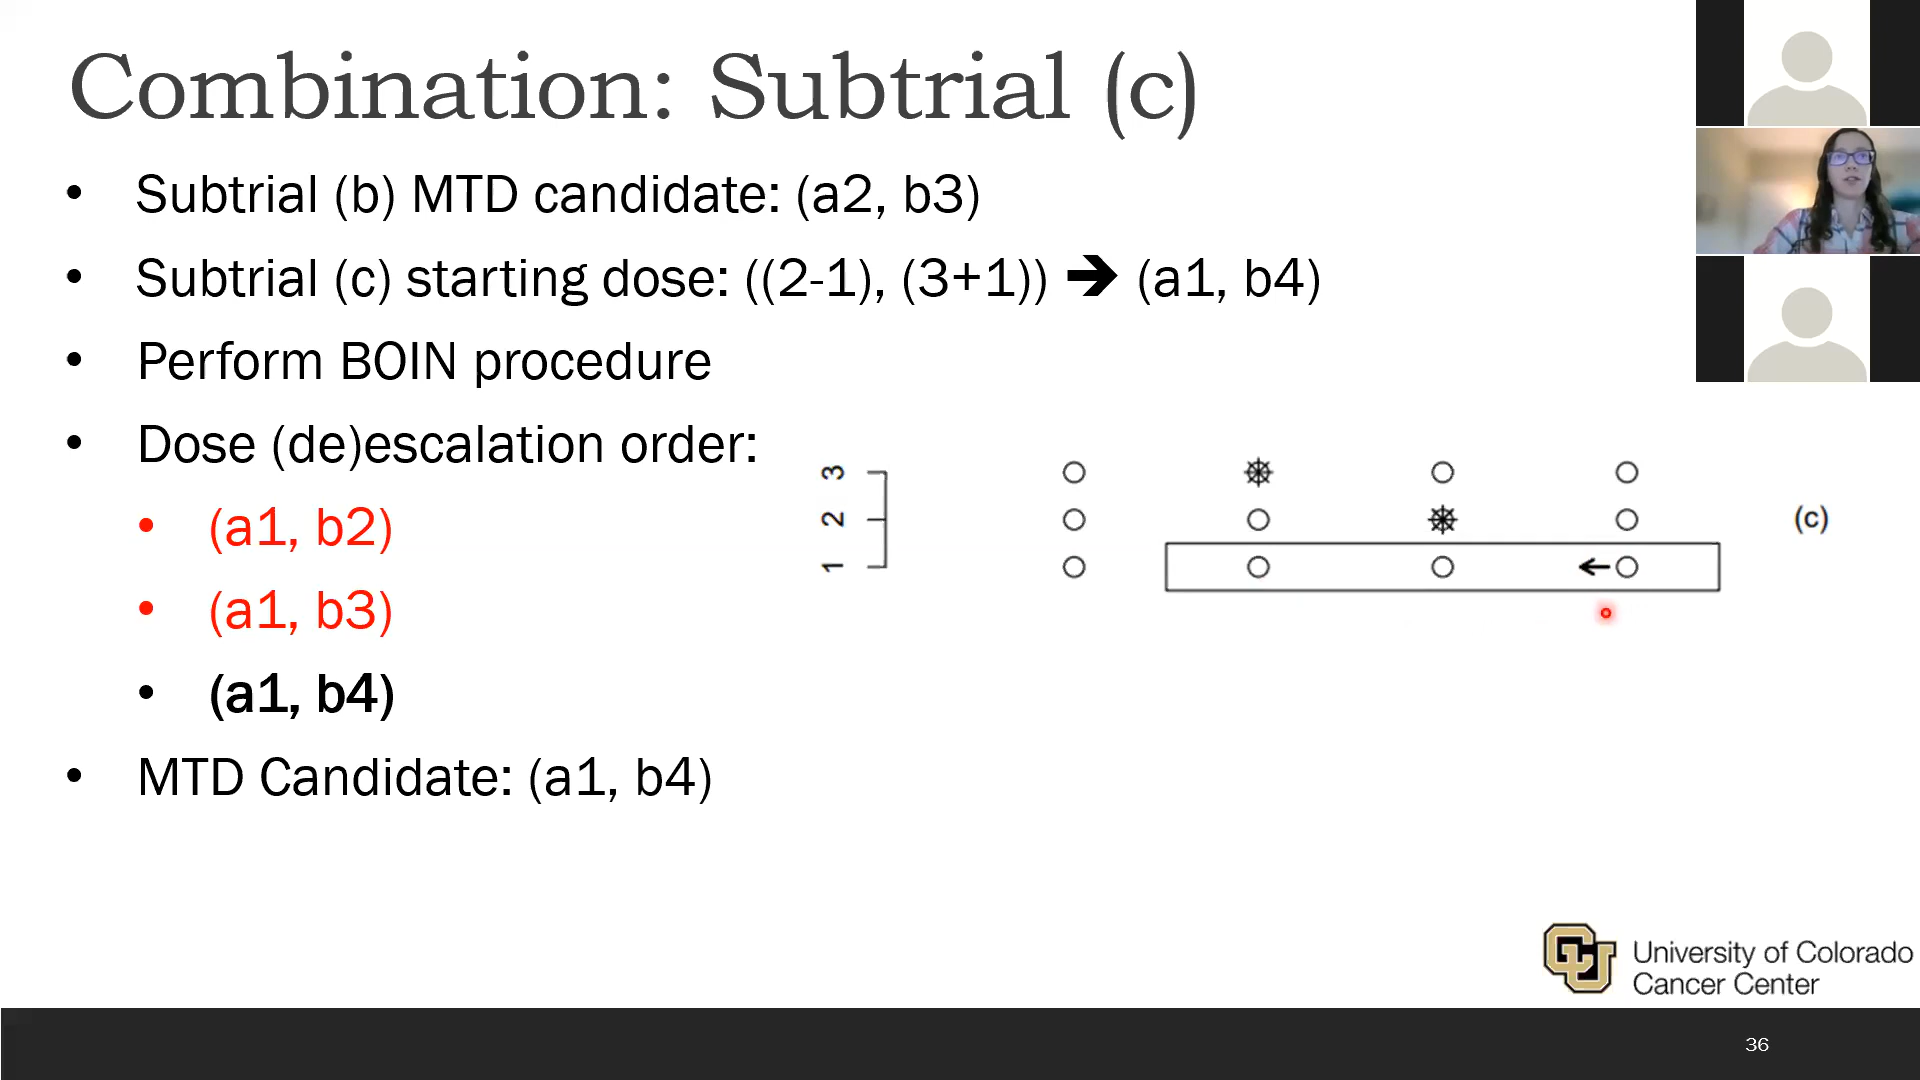 Combination: Subtrial (c)
• Subtrial (b) MTD candidate: (a2, b3)
• Subtrial (c) starting dose: ((2-1), (3+1)) ➔ (a1, b4)
• Perform BOIN procedure
• Dose (de)escalation order:
• (a1, b2)
• (a1, b3)
• (a1, b4)
• MTD Candidate: (a1, b4)
3
2
1
(c)
CU
University of Colorado
Cancer Center
36